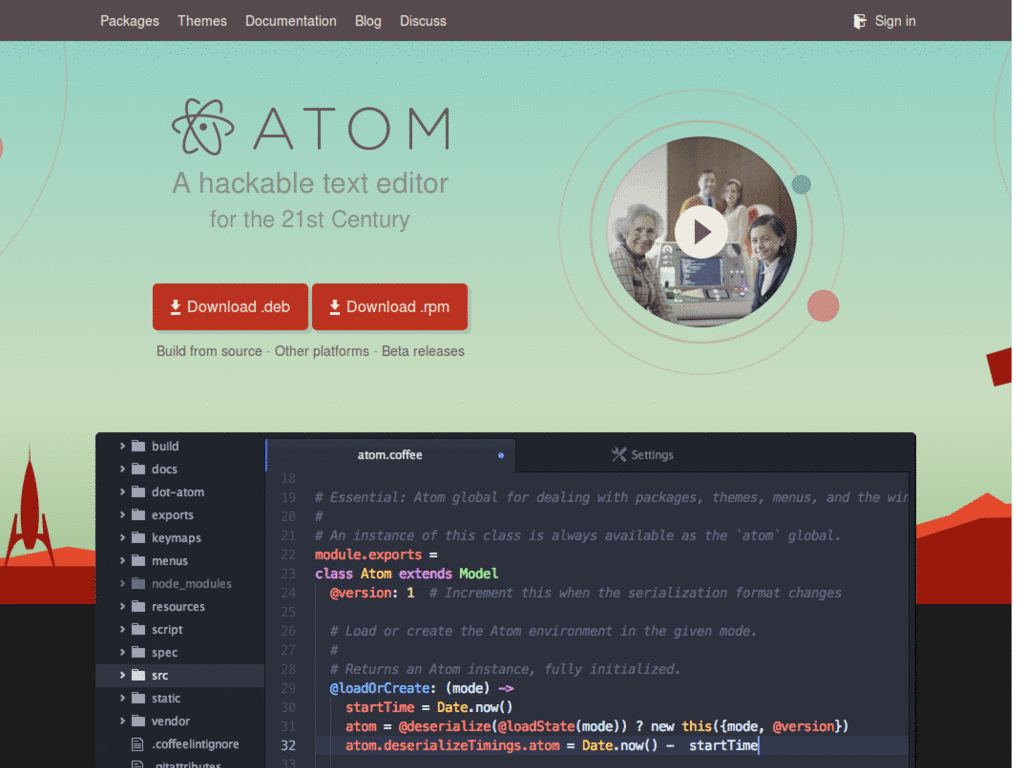 Packages Themes Documentation Blog Discuss Sign in
ATOM
A hackable text editor
for the 21st Century
Download .deb Download .rpm
Build from source - Other platforms - Beta releases
build
docs
dot-atom
exports
keymaps
menus
node_modules
resources
script
spec
src
static
vendor
.coffeelintignore
.gitattributes
atom.coffee Settings
18
19 # Essential: Atom global for dealing with packages, themes, menus, and the win
20 #
21 # An instance of this class is always available as the `atom` global.
22 module.exports =
23 class Atom extends Model
24 @version: 1 # Increment this when the serialization format changes
25
26 # Load or create the Atom environment in the given mode.
27 #
28 # Returns an Atom instance, fully initialized.
29 @loadOrCreate: (mode) ->
30 startTime = Date.now()
31 atom = @deserialize(@loadState(mode)) ? new this({mode, @version})
32 atom.deserializeTimings.atom = Date.now() - startTime
33